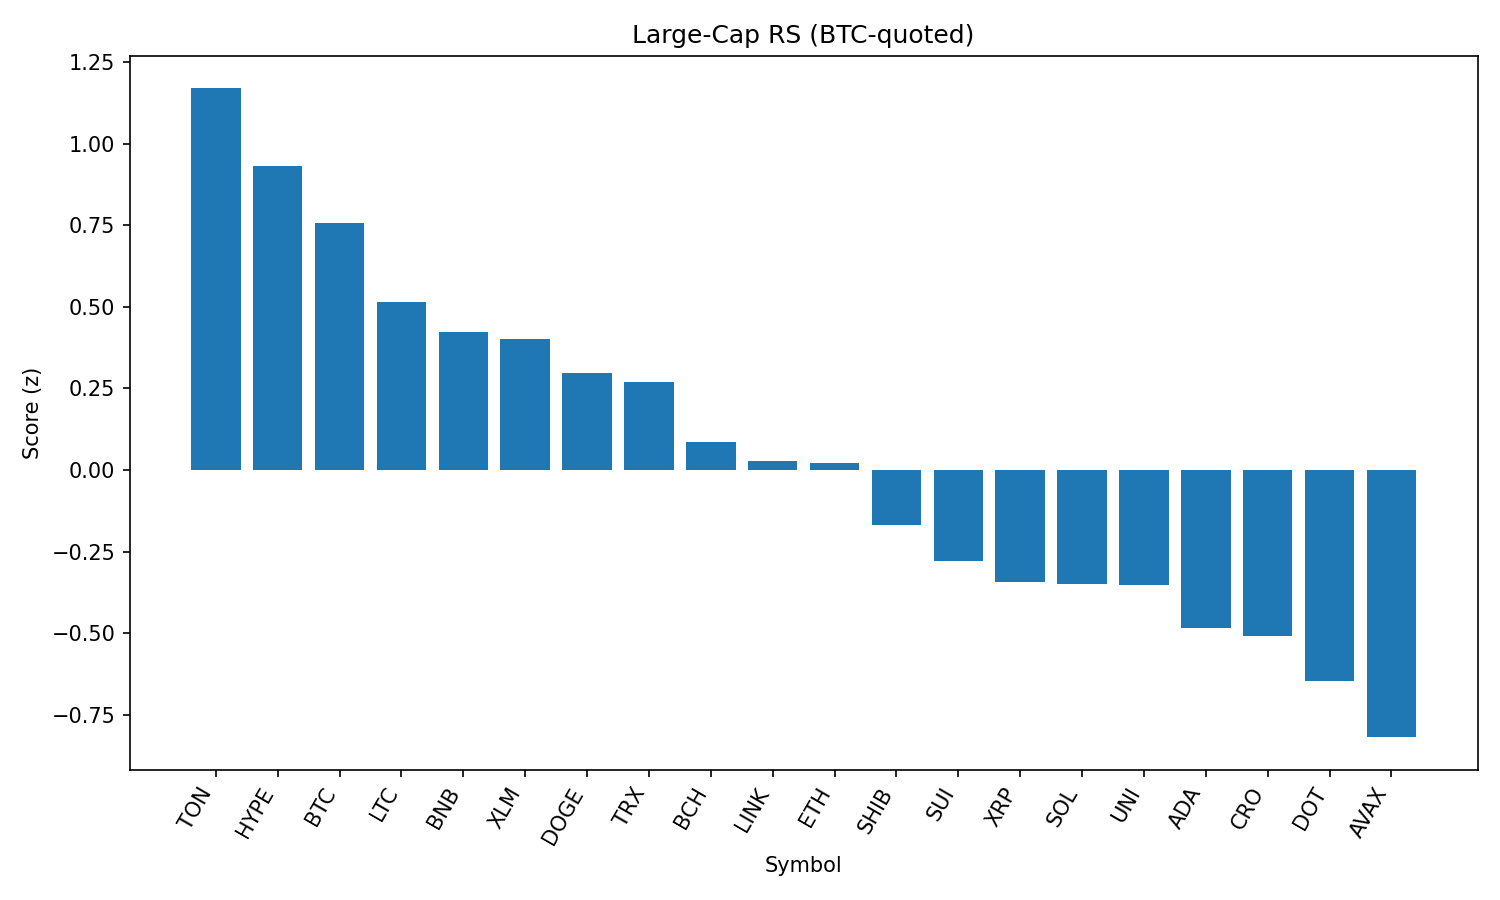 Large-Cap RS (BTC-quoted)
1.25
1.00
0.75
0.50
0.25
0.00
−0.25
−0.50
−0.75
Score (z)
TON
HYPE
BTC
LTC
BNB
XLM
DOGE
TRX
BCH
LINK
ETH
SHIB
SUI
XRP
SOL
UNI
ADA
CRO
DOT
AVAX
Symbol